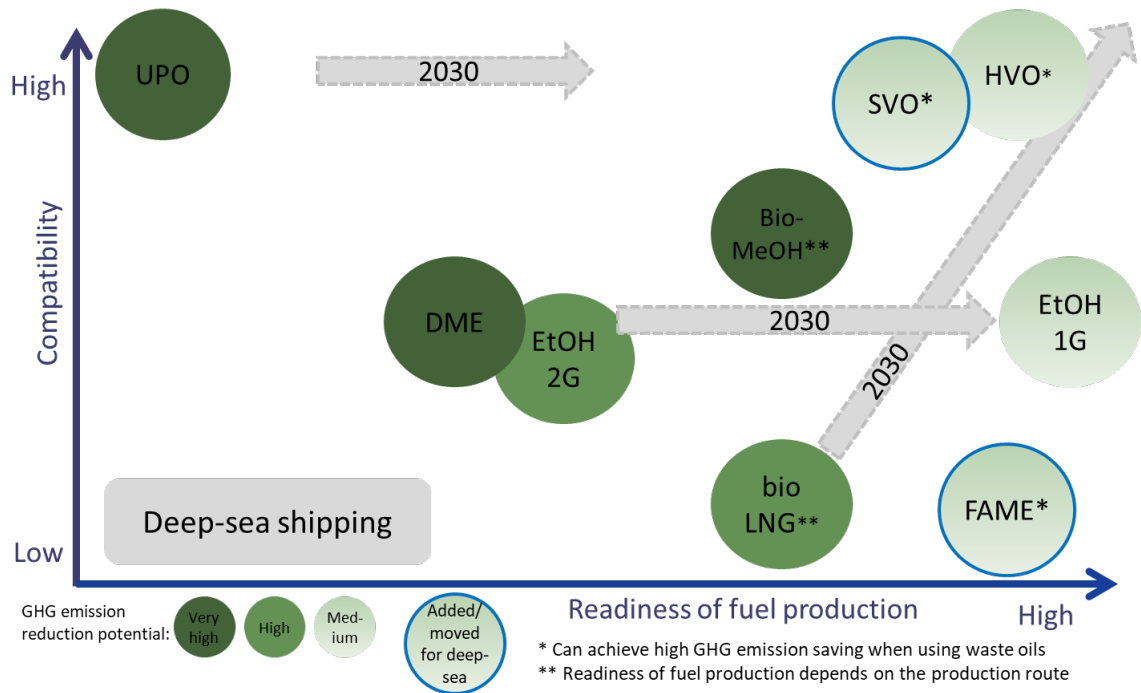 High
Compatibility
Low
UPO
2030
SVO*
HVO*
Bio-
MeOH**
DME
EtOH
2G
2030
EtOH
1G
2030
bio
LNG**
FAME*
Deep-sea shipping
Readiness of fuel production
High
GHG emission
reduction potential:
Very
high
High
Med-
ium
Added/
moved for deep-
sea
* Can achieve high GHG emission saving when using waste oils
** Readiness of fuel production depends on the production route